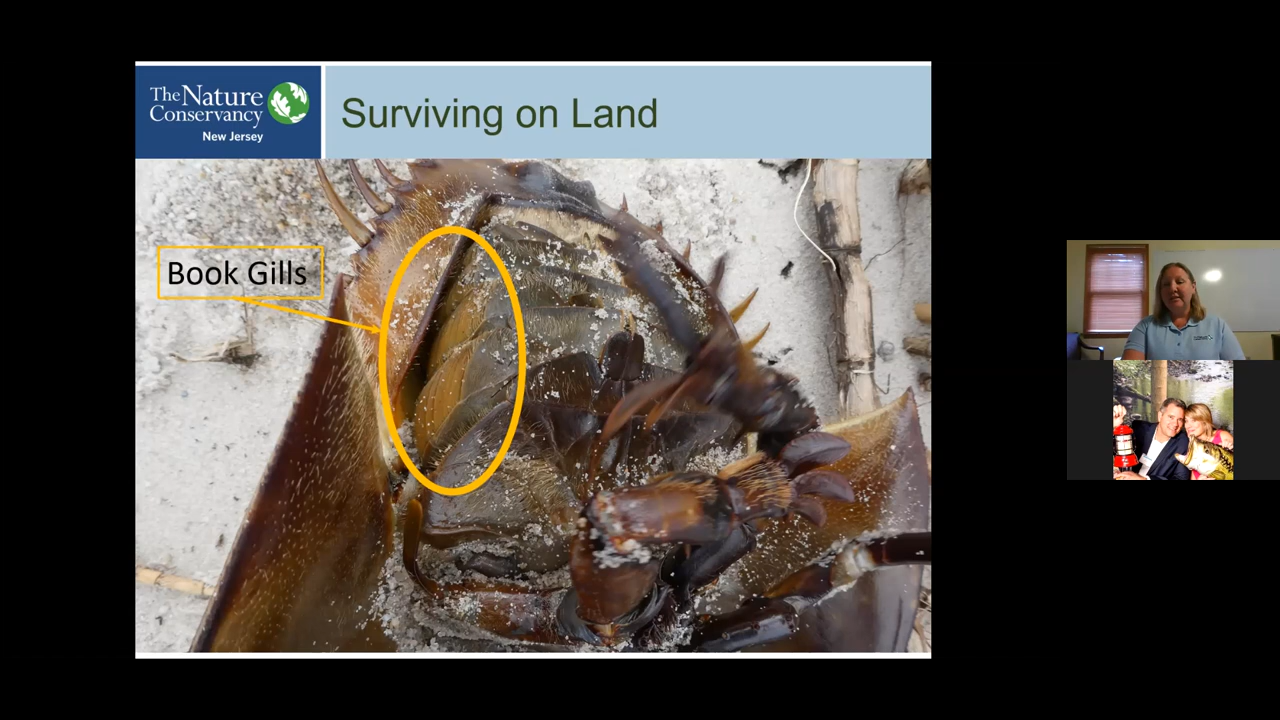 The Nature
Conservancy
New Jersey
Surviving on Land
Book Gills